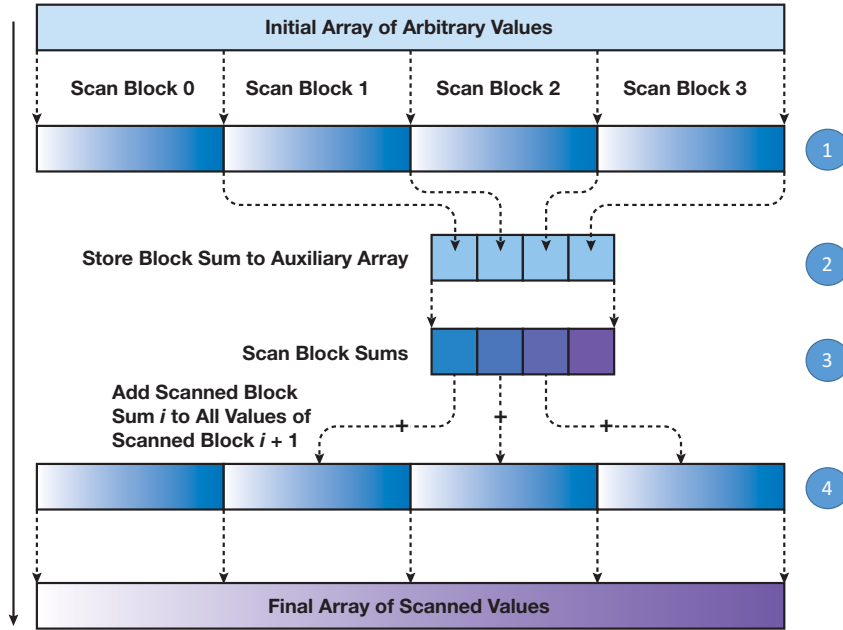 Initial Array of Arbitrary Values
Scan Block 0
Scan Block 1
Scan Block 2
Scan Block 3
1
Store Block Sum to Auxiliary Array
2
Scan Block Sums
3
Add Scanned Block
Sum i to All Values of
Scanned Block i + 1
+
+
+
4
Final Array of Scanned Values